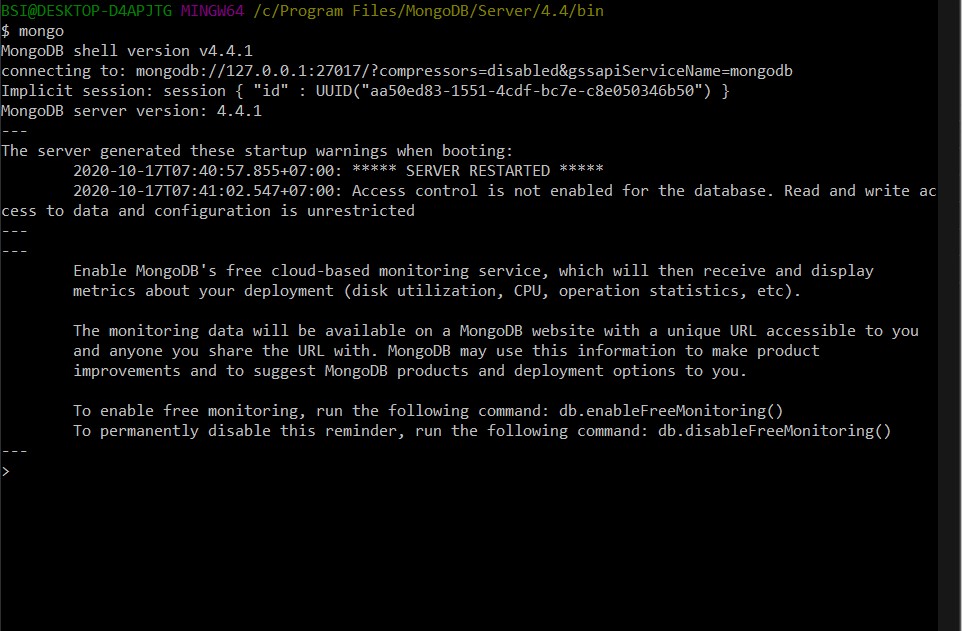 BSI@DESKTOP-D4APJTG MINGW64 /c/Program Files/MongoDB/Server/4.4/bin
$ mongo
MongoDB shell version v4.4.1
connecting to: mongodb://127.0.0.1:27017/?compressors=disabled&gssapiServiceName=mongodb
Implicit session: session { "id" : UUID("aa50ed83-1551-4cdf-bc7e-c8e050346b50") }
MongoDB server version: 4.4.1
---
The server generated these startup warnings when booting:
        2020-10-17T07:40:57.855+07:00: ***** SERVER RESTARTED *****
        2020-10-17T07:41:02.547+07:00: Access control is not enabled for the database. Read and write ac
cess to data and configuration is unrestricted
---
---
        Enable MongoDB's free cloud-based monitoring service, which will then receive and display
        metrics about your deployment (disk utilization, CPU, operation statistics, etc).

        The monitoring data will be available on a MongoDB website with a unique URL accessible to you
        and anyone you share the URL with. MongoDB may use this information to make product
        improvements and to suggest MongoDB products and deployment options to you.

        To enable free monitoring, run the following command: db.enableFreeMonitoring()
        To permanently disable this reminder, run the following command: db.disableFreeMonitoring()
---
>